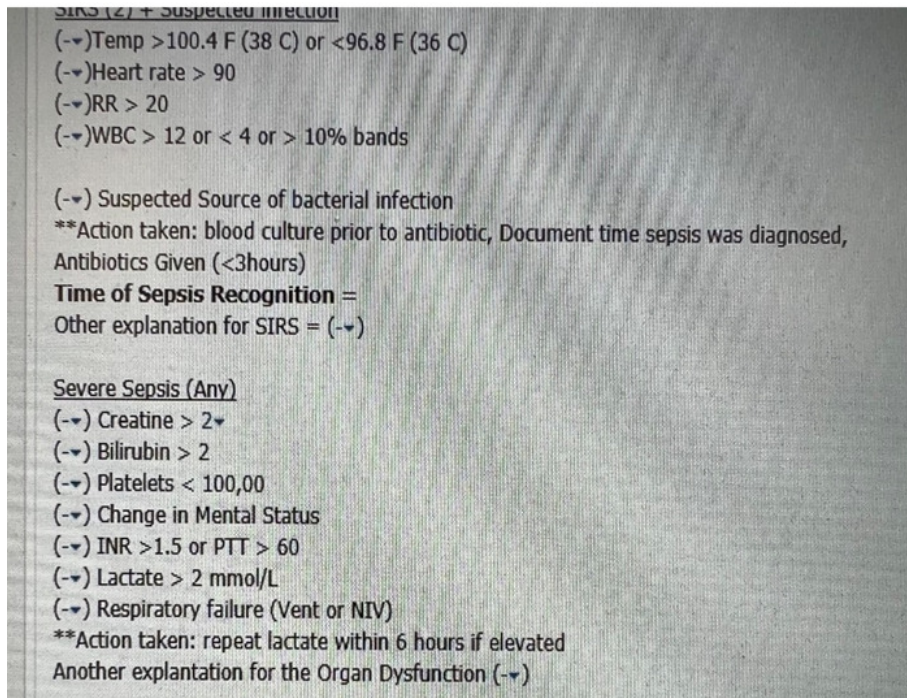 SIRS (2) + Suspected Infection
(-▾)Temp >100.4 F (38 C) or <96.8 F (36 C)
(-▾)Heart rate > 90
(-▾)RR > 20
(-▾)WBC > 12 or < 4 or > 10% bands
(-▾) Suspected Source of bacterial infection
**Action taken: blood culture prior to antibiotic, Document time sepsis was diagnosed,
Antibiotics Given (<3hours)
Time of Sepsis Recognition =
Other explanation for SIRS = (-▾)
Severe Sepsis (Any)
(-▾) Creatine > 2▾
(-▾) Bilirubin > 2
(-▾) Platelets < 100,00
(-▾) Change in Mental Status
(-▾) INR >1.5 or PTT > 60
(-▾) Lactate > 2 mmol/L
(-▾) Respiratory failure (Vent or NIV)
**Action taken: repeat lactate within 6 hours if elevated
Another explantation for the Organ Dysfunction (-▾)